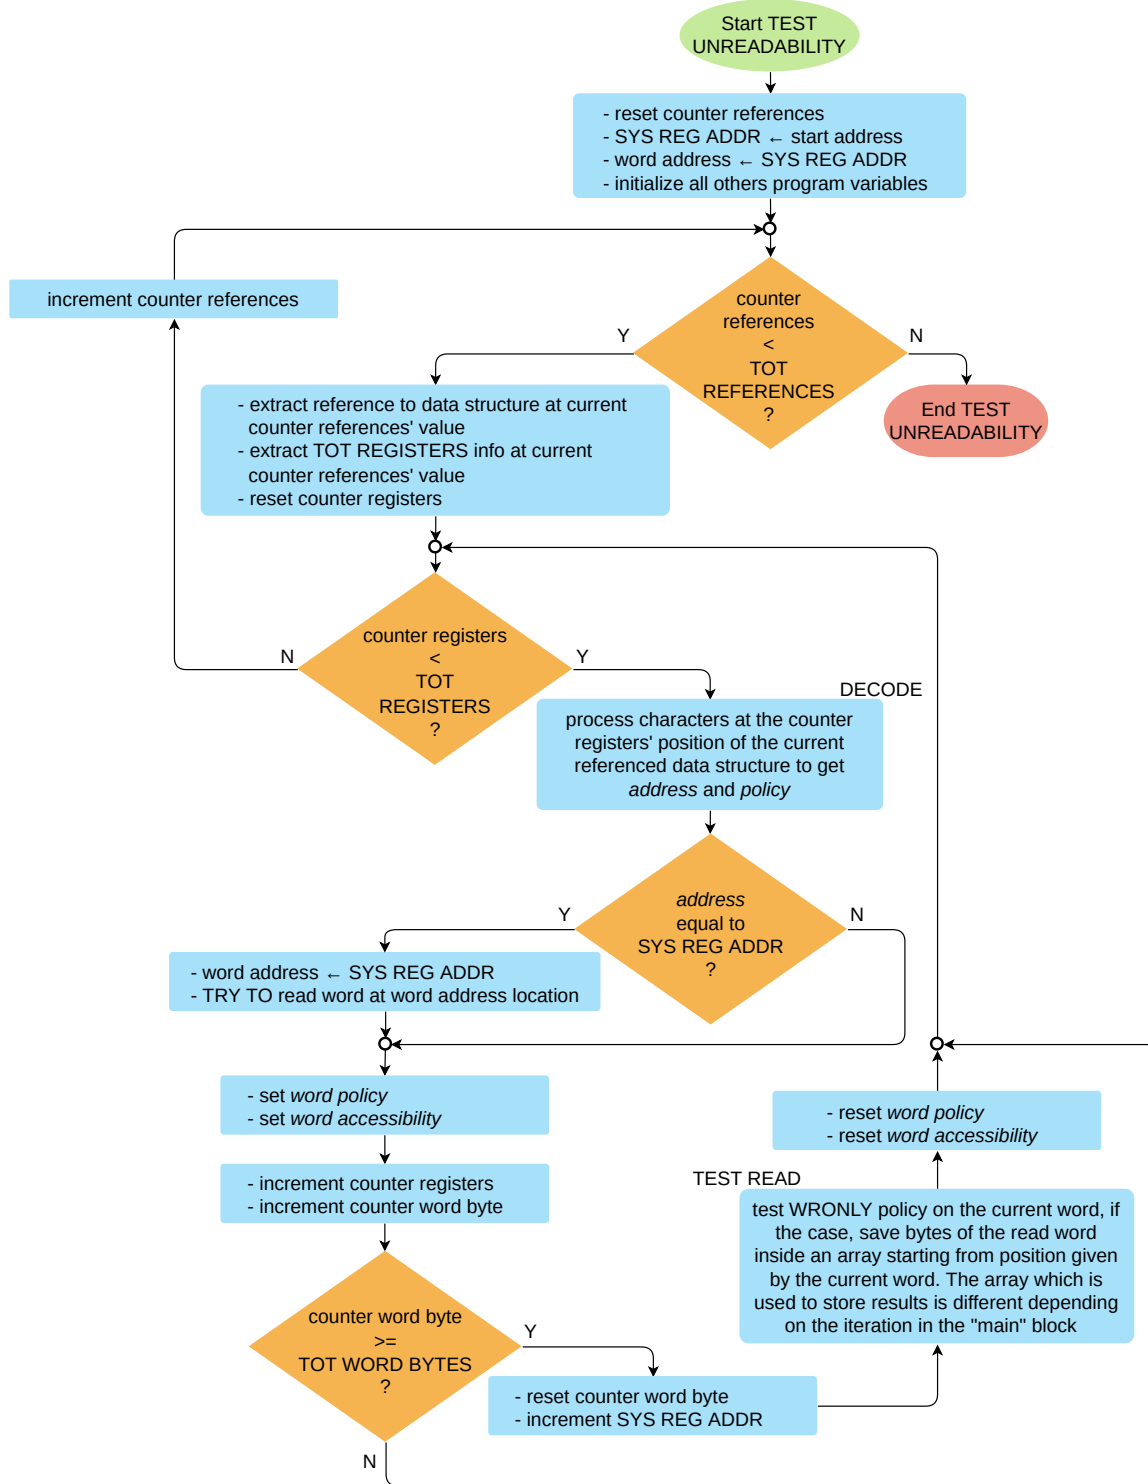 Start TEST
UNREADABILITY
- reset counter references
- SYS REG ADDR ← start address
- word address ← SYS REG ADDR
- initialize all others program variables
increment counter references
counter
references
<
TOT
REFERENCES
?
Y
N
End TEST
UNREADABILITY
- extract reference to data structure at current
counter references' value
- extract TOT REGISTERS info at current
counter references' value
- reset counter registers
counter registers
<
TOT
REGISTERS
?
N
Y
DECODE
process characters at the counter
registers' position of the current
referenced data structure to get
address and policy
address
equal to
SYS REG ADDR
?
Y
N
- word address ← SYS REG ADDR
- TRY TO read word at word address location
- set word policy
- set word accessibility
- reset word policy
- reset word accessibility
- increment counter registers
- increment counter word byte
TEST READ
test WRONLY policy on the current word, if
the case, save bytes of the read word
inside an array starting from position given
by the current word. The array which is
used to store results is different depending
on the iteration in the "main" block
counter word byte
>=
TOT WORD BYTES
?
Y
- reset counter word byte
- increment SYS REG ADDR
N